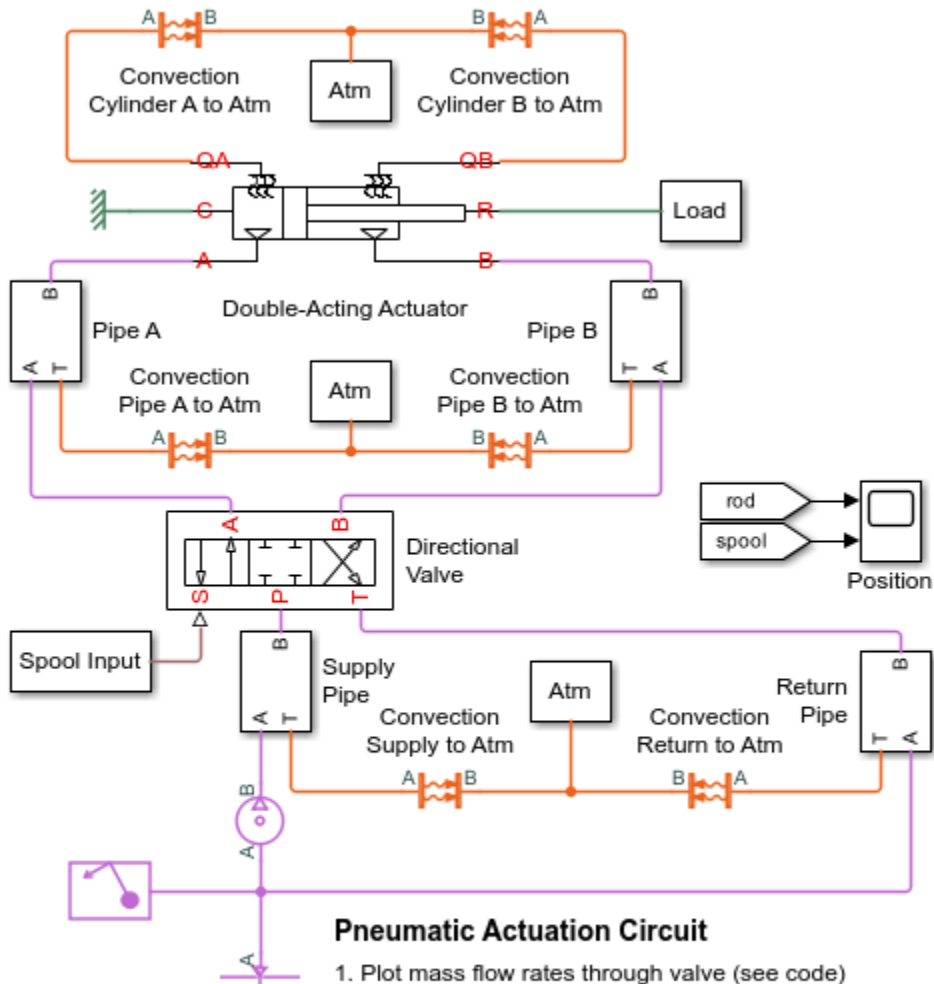 A B B A
Convection
Cylinder A to Atm
Atm
Convection
Cylinder B to Atm
QA QB
C R
Load
A B
B
Pipe A
A T
Double-Acting Actuator
Pipe B
B
T A
Convection
Pipe A to Atm
Atm
Convection
Pipe B to Atm
A B B A
A B
S P T
Directional
Valve
rod
spool
Position
Spool Input
B
A T
Supply
Pipe
Convection
Supply to Atm
Atm
Convection
Return to Atm
Return
Pipe
B
T A
A B B A
B
A
A
Pneumatic Actuation Circuit
1. Plot mass flow rates through valve (see code)